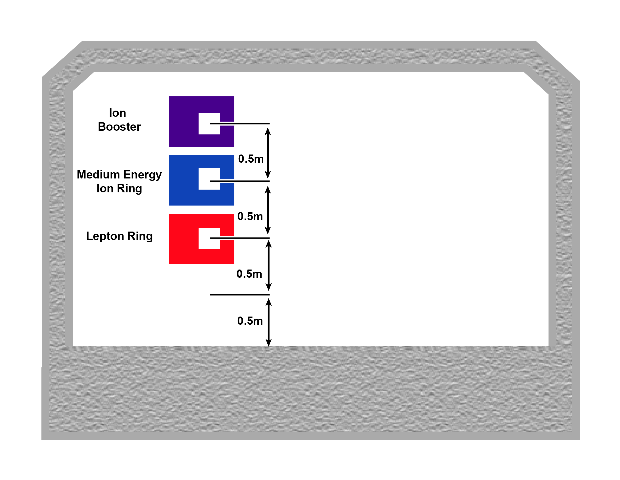 Ion
Booster
0.5m
Medium Energy
Ion Ring
0.5m
Lepton Ring
0.5m
0.5m